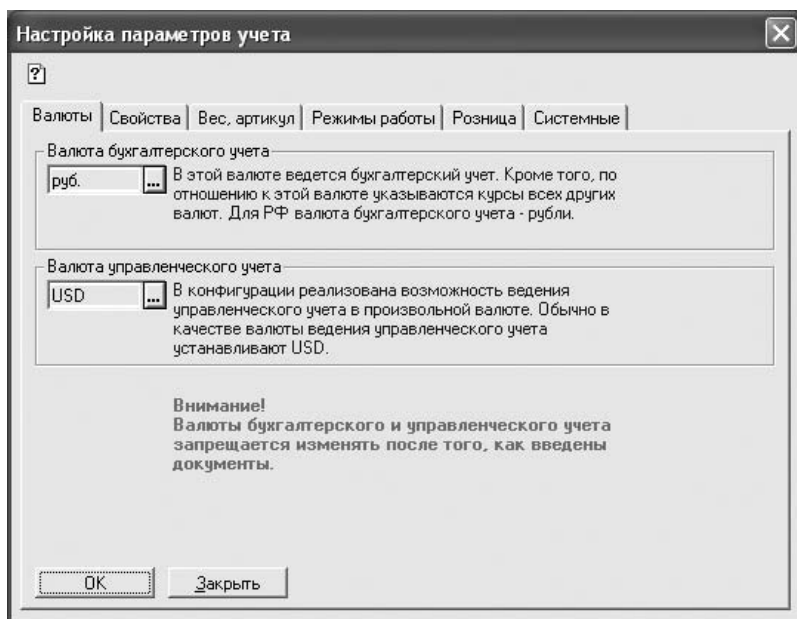 Настройка параметров учета
Валюты Свойства Вес, артикул Режимы работы Розница Системные
Валюта бухгалтерского учета
руб. ... В этой валюте ведется бухгалтерский учет. Кроме того, по
отношению к этой валюте указываются курсы всех других
валют. Для РФ валюта бухгалтерского учета - рубли.
Валюта управленческого учета
USD ... В конфигурации реализована возможность ведения
управленческого учета в произвольной валюте. Обычно в
качестве валюты ведения управленческого учета
устанавливают USD.
Внимание!
Валюты бухгалтерского и управленческого учета
запрещается изменять после того, как введены
документы.
OK Закрыть